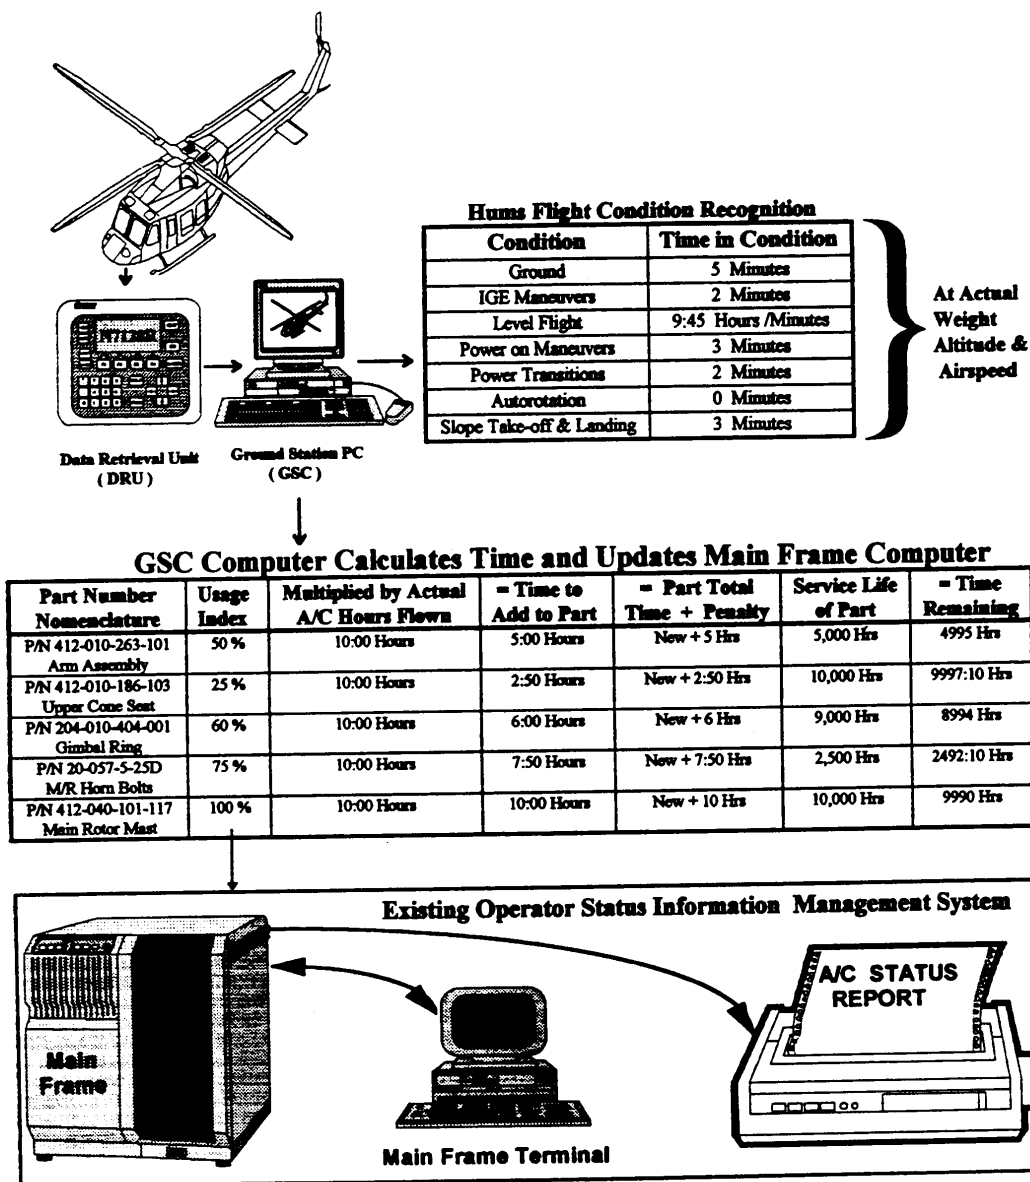 Hums Flight Condition Recognition
Condition Time in Condition
Ground 5 Minutes
IGE Maneuvers 2 Minutes
Level Flight 9:45 Hours /Minutes
Power on Maneuvers 3 Minutes
Power Transitions 2 Minutes
Autorotation 0 Minutes
Slope Take-off & Landing 3 Minutes
At Actual
Weight
Altitude &
Airspeed
Data Retrieval Unit
( DRU )
Ground Station PC
( GSC )
GSC Computer Calculates Time and Updates Main Frame Computer
Part Number Usage Multiplied by Actual = Time to = Part Total Service Life = Time
Nomenclature Index A/C Hours Flown Add to Part Time + Penalty of Part Remaining
P/N 412-010-263-101 50 % 10:00 Hours 5:00 Hours New + 5 Hrs 5,000 Hrs 4995 Hrs
Arm Assembly
P/N 412-010-186-103 25 % 10:00 Hours 2:50 Hours New + 2:50 Hrs 10,000 Hrs 9997:10 Hrs
Upper Cone Seat
P/N 204-010-404-001 60 % 10:00 Hours 6:00 Hours New + 6 Hrs 9,000 Hrs 8994 Hrs
Gimbal Ring
P/N 20-057-5-25D 75 % 10:00 Hours 7:50 Hours New + 7:50 Hrs 2,500 Hrs 2492:10 Hrs
M/R Horn Bolts
P/N 412-040-101-117 100 % 10:00 Hours 10:00 Hours New + 10 Hrs 10,000 Hrs 9990 Hrs
Main Rotor Mast
Existing Operator Status Information Management System
A/C STATUS
REPORT
Main
Frame
Main Frame Terminal